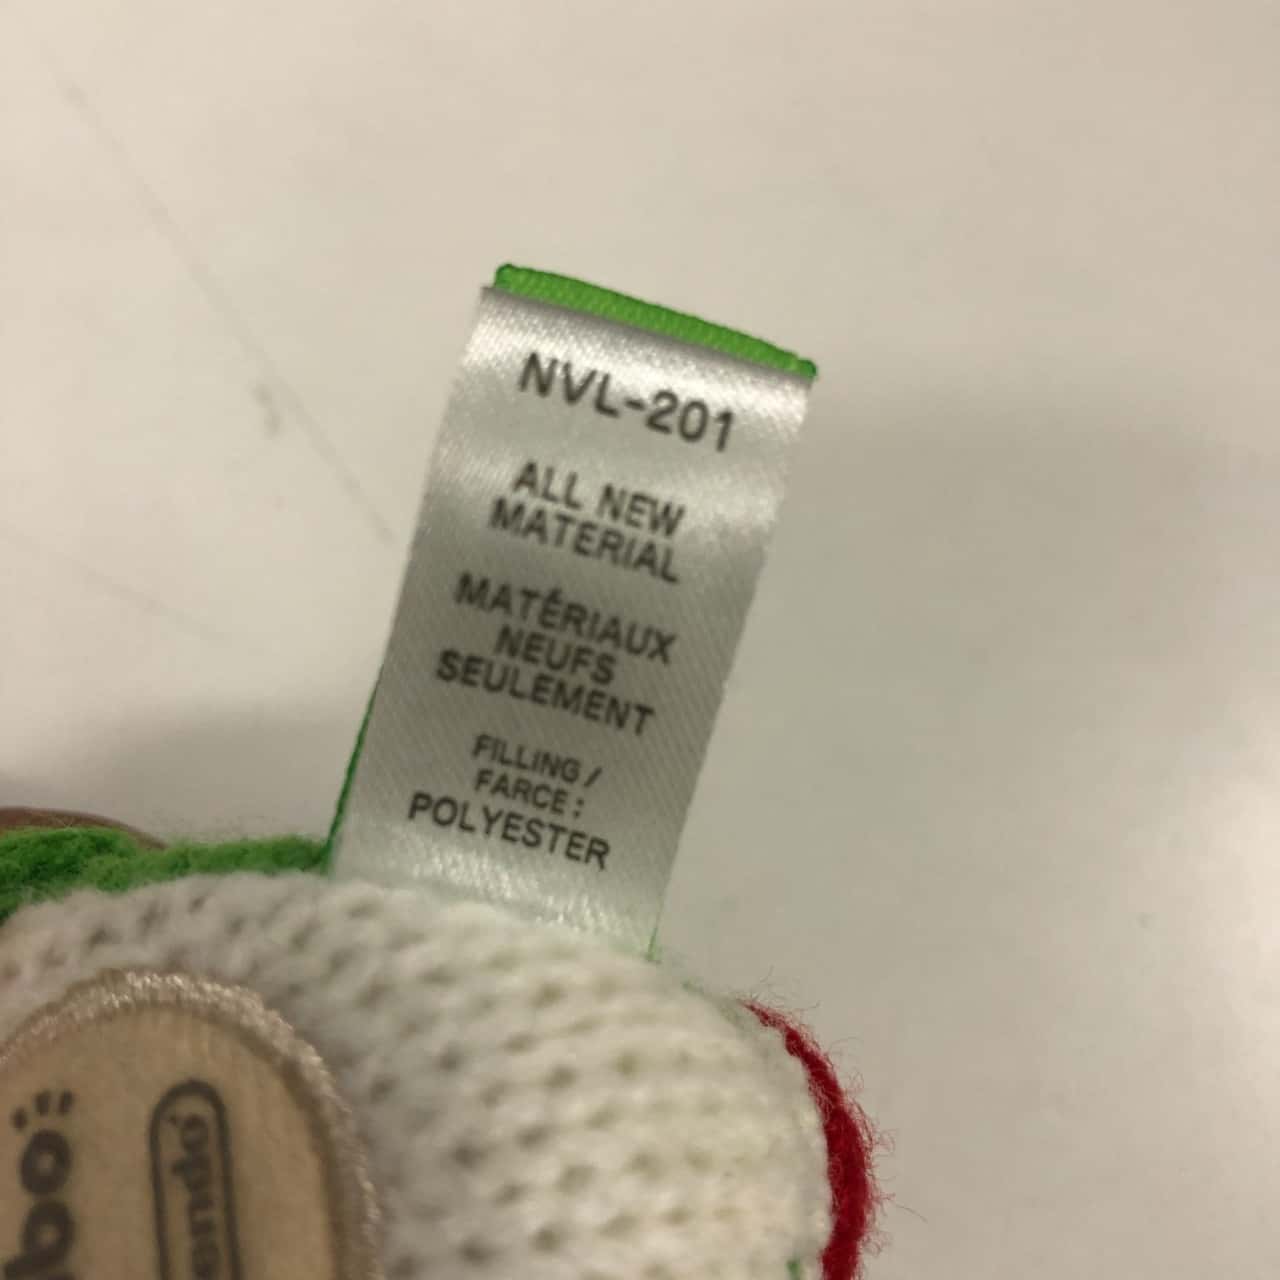 NVL-201
ALL NEW
MATERIAL
MATÉRIAUX
NEUFS
SEULEMENT
FILLING /
FARCE :
POLYESTER